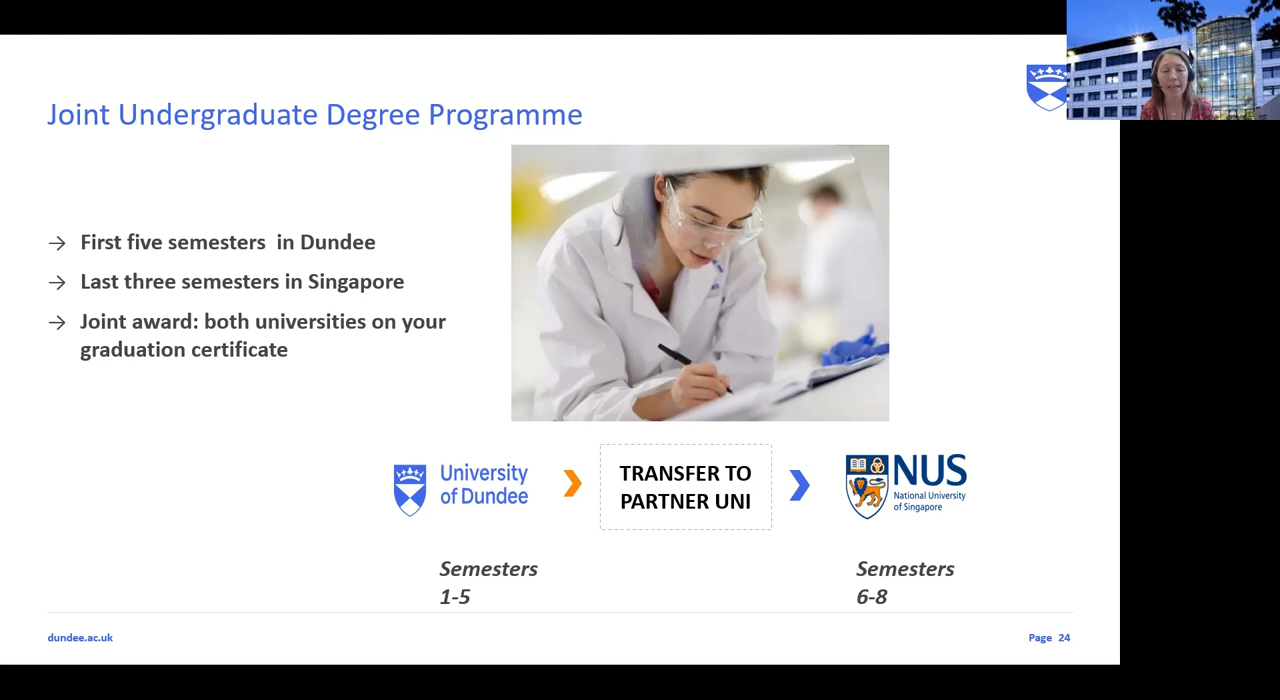 Joint Undergraduate Degree Programme
→ First five semesters  in Dundee
→ Last three semesters in Singapore
→ Joint award: both universities on your
graduation certificate
University
of Dundee
TRANSFER TO
PARTNER UNI
NUS
National University
of Singapore
Semesters
1-5
Semesters
6-8
dundee.ac.uk
Page 24